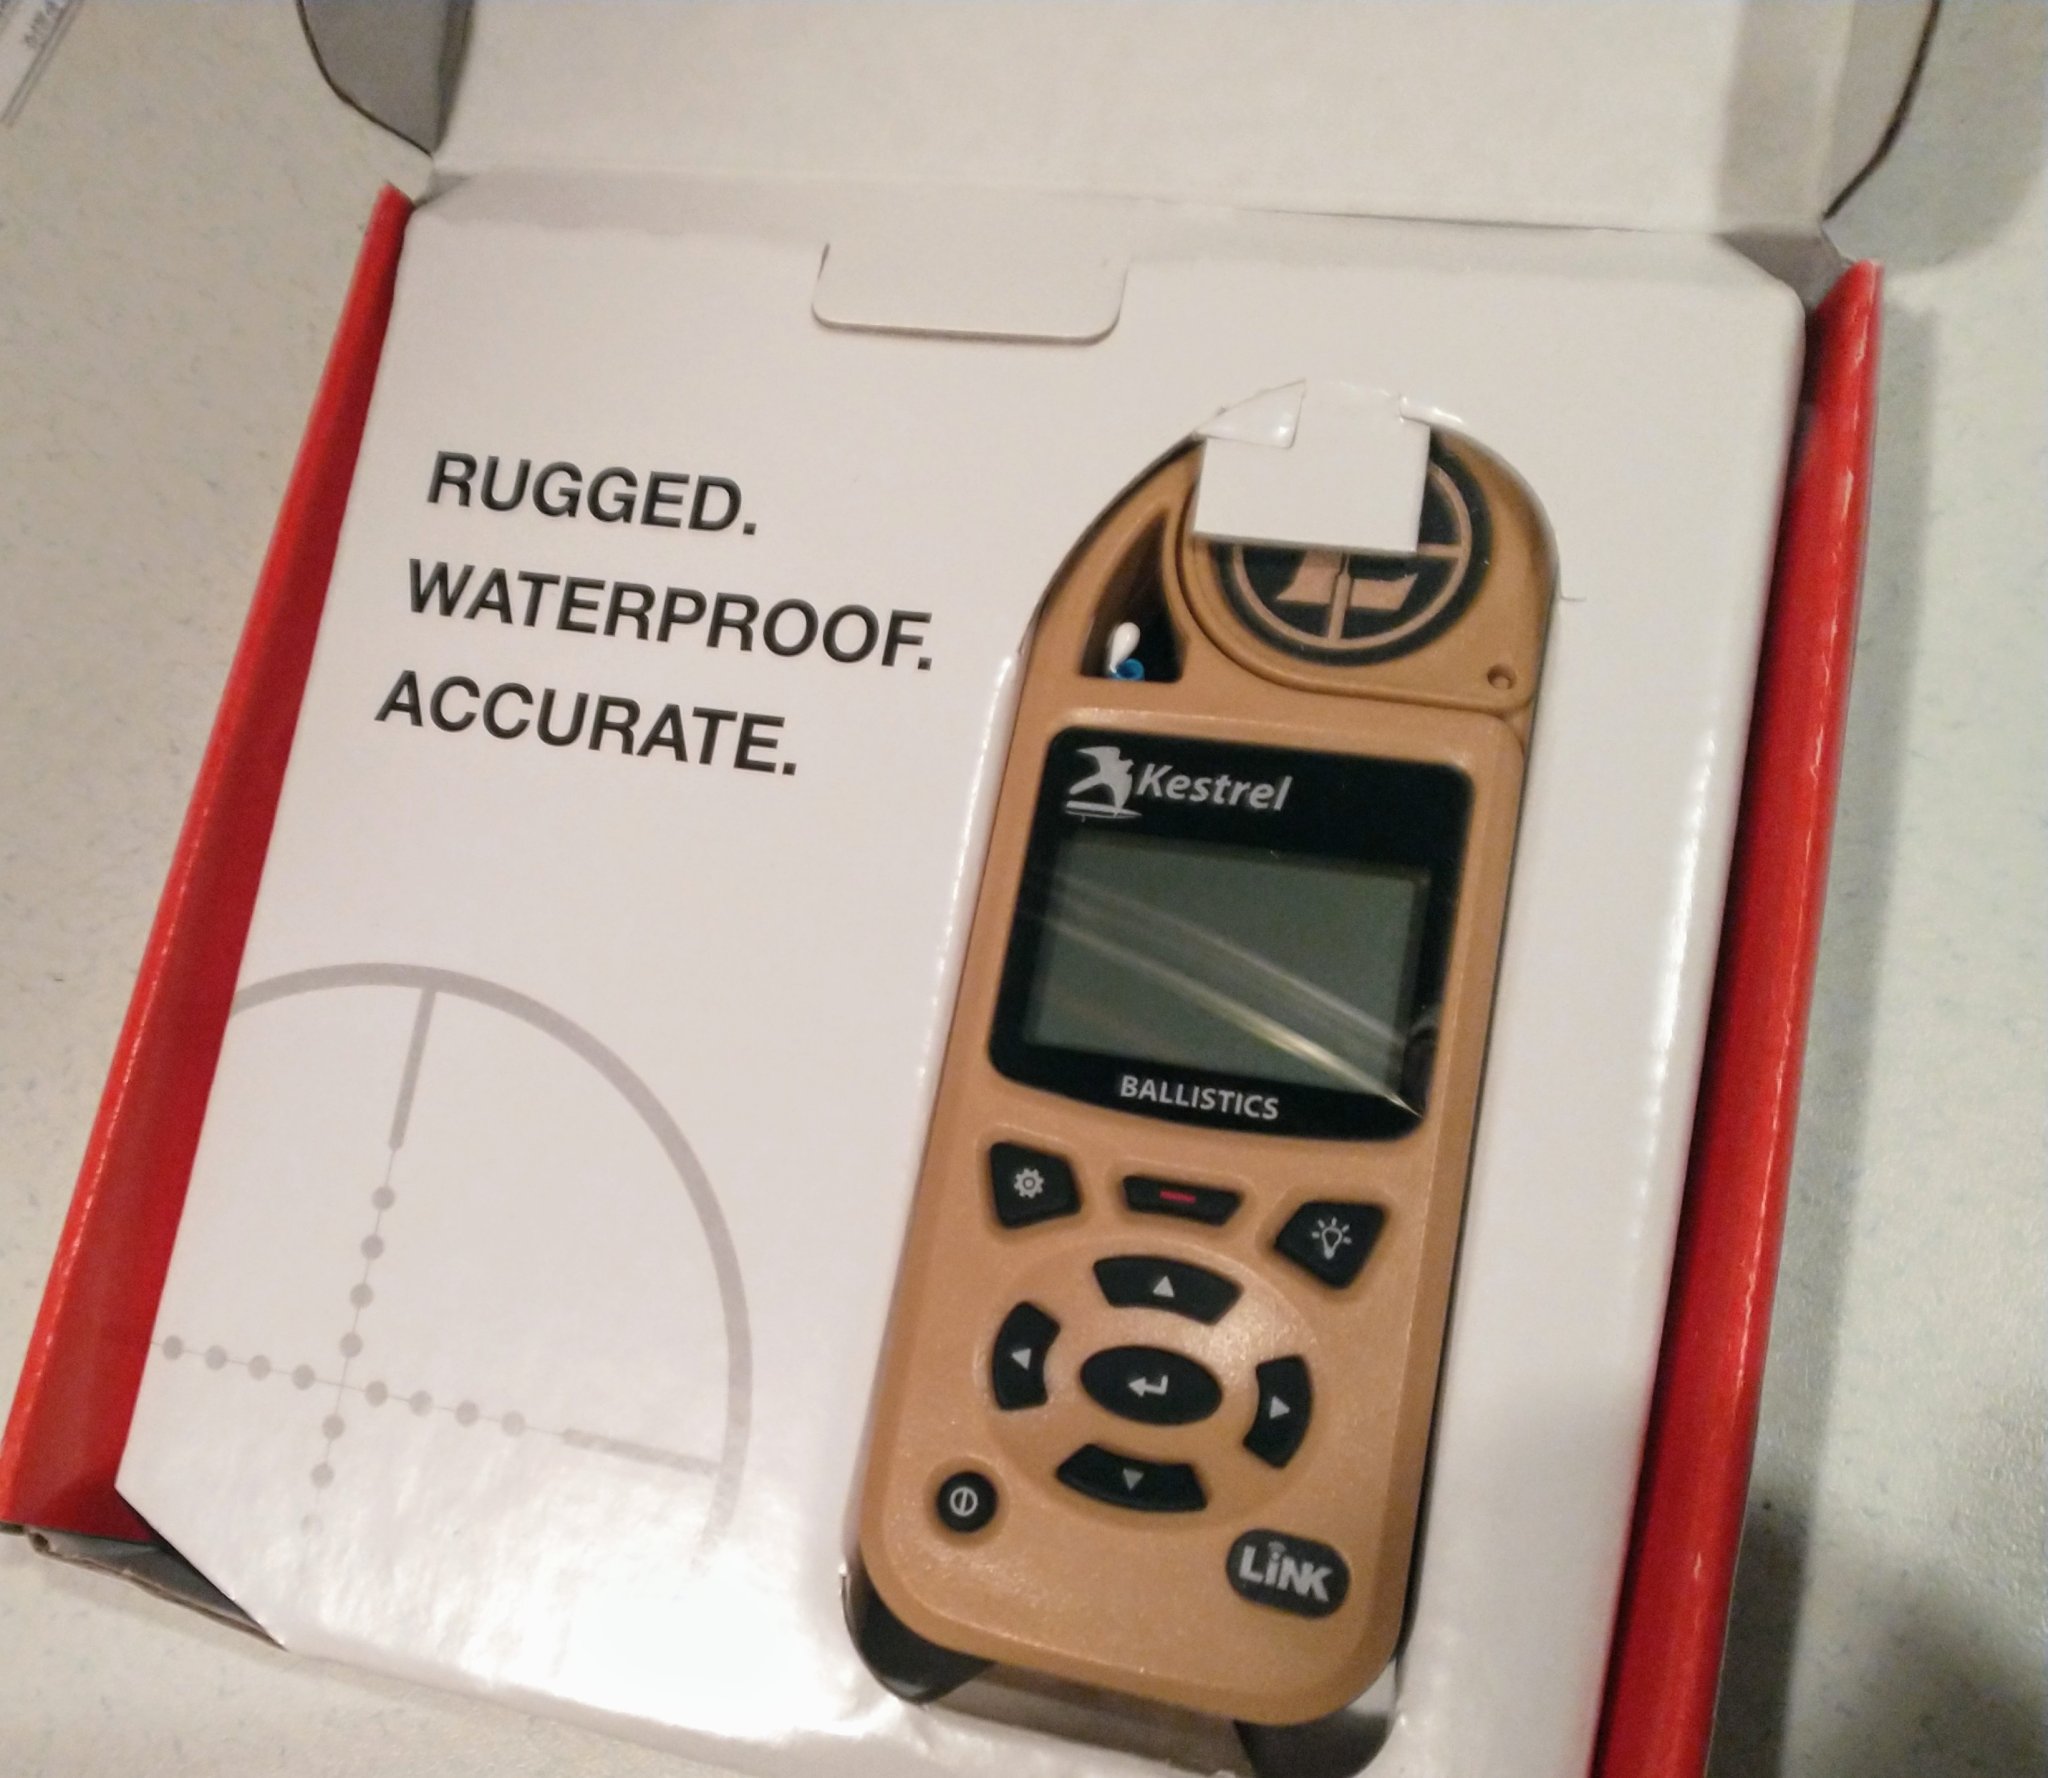 RUGGED.
WATERPROOF.
ACCURATE.
Kestrel
BALLISTICS
LiNK